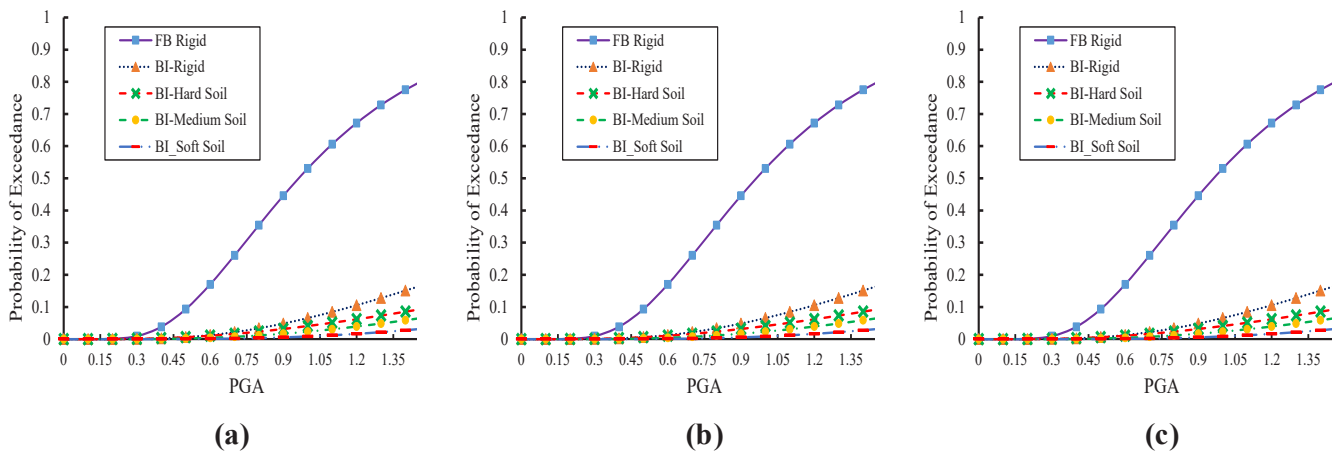 Probability of Exceedance
1
0.9
0.8
0.7
0.6
0.5
0.4
0.3
0.2
0.1
0
FB Rigid
BI-Rigid
BI-Hard Soil
BI-Medium Soil
BI_Soft Soil
0 0.15 0.3 0.45 0.6 0.75 0.9 1.05 1.2 1.35
PGA
(a)
Probability of Exceedance
1
0.9
0.8
0.7
0.6
0.5
0.4
0.3
0.2
0.1
0
FB Rigid
BI-Rigid
BI-Hard Soil
BI-Medium Soil
BI_Soft Soil
0 0.15 0.3 0.45 0.6 0.75 0.9 1.05 1.2 1.35
PGA
(b)
Probability of Exceedance
1
0.9
0.8
0.7
0.6
0.5
0.4
0.3
0.2
0.1
0
FB Rigid
BI-Rigid
BI-Hard Soil
BI-Medium Soil
BI_Soft Soil
0 0.15 0.3 0.45 0.6 0.75 0.9 1.05 1.2 1.35
PGA
(c)